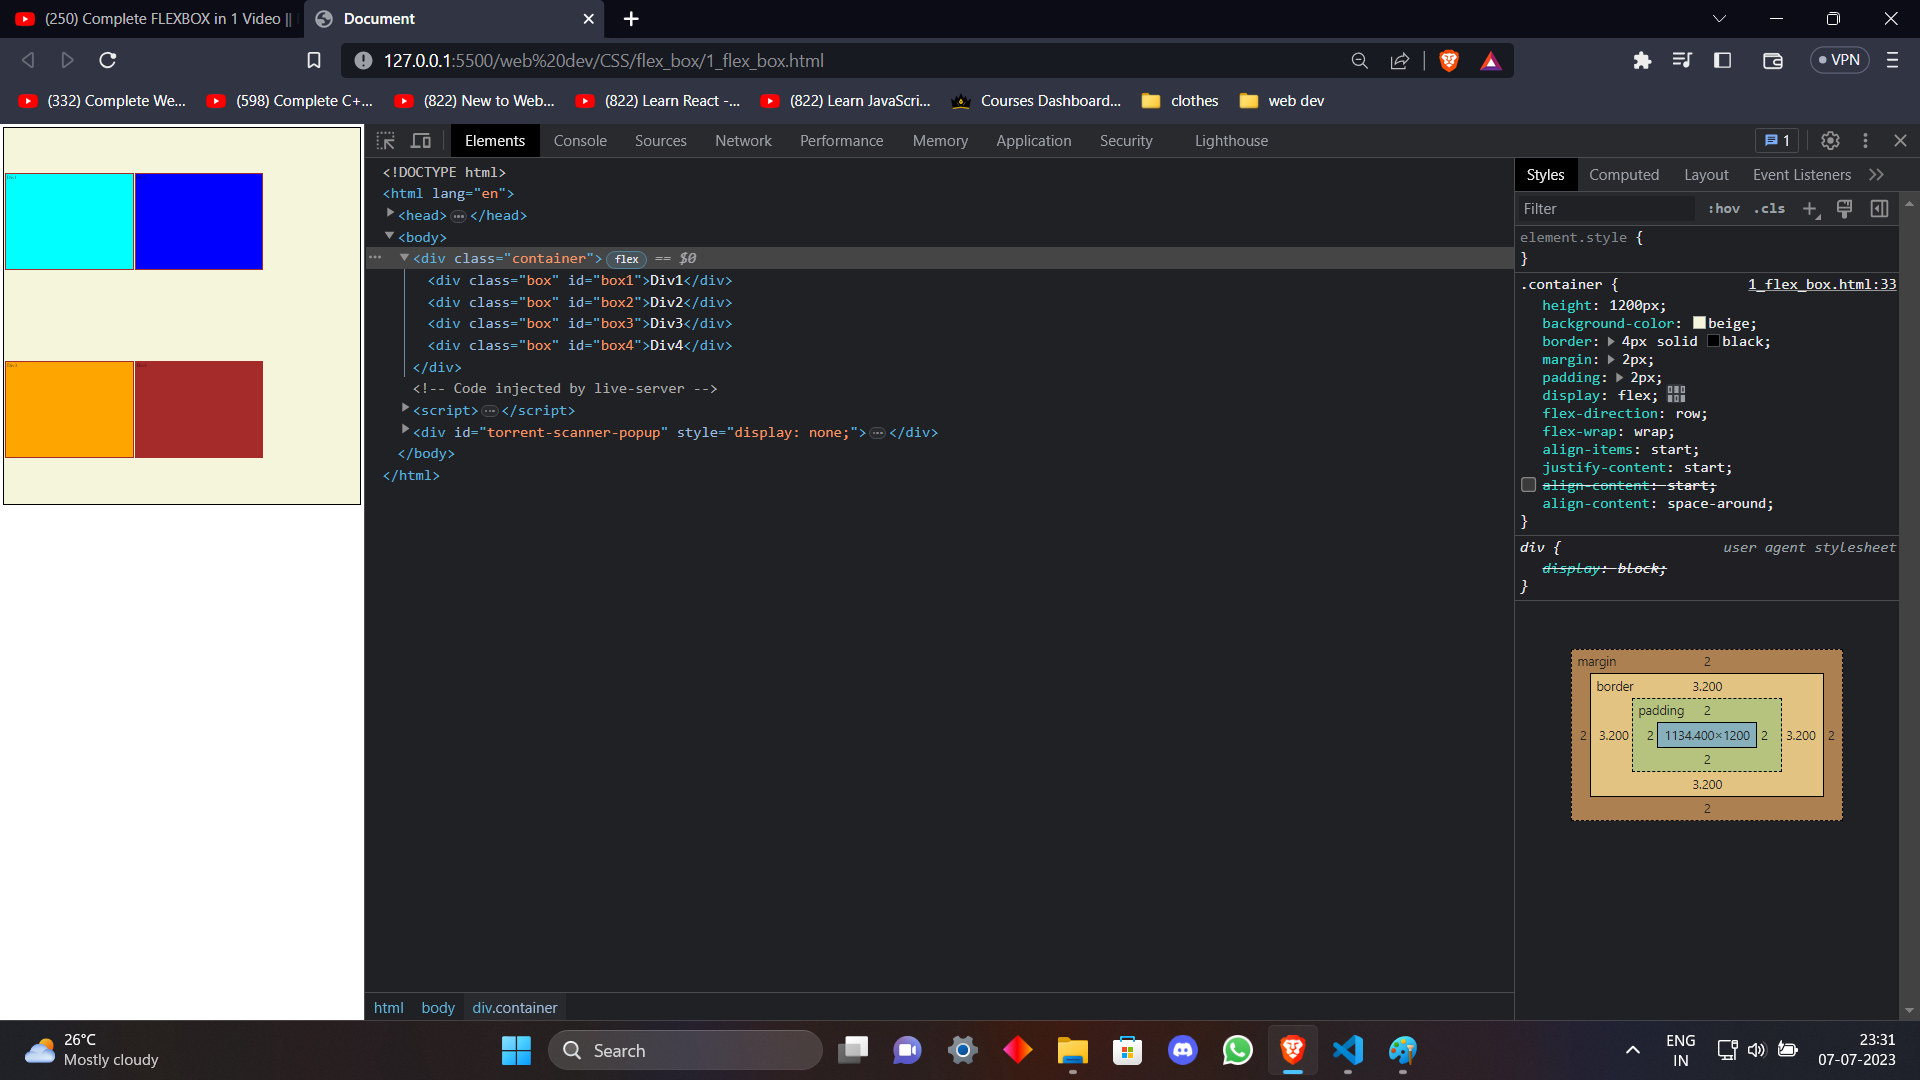 (250) Complete FLEXBOX in 1 Video ||
Document
127.0.0.1:5500/web%20dev/CSS/flex_box/1_flex_box.html
VPN
(332) Complete We...
(598) Complete C+...
(822) New to Web...
(822) Learn React -...
(822) Learn JavaScri...
Courses Dashboard...
clothes
web dev
Elements
Console
Sources
Network
Performance
Memory
Application
Security
Lighthouse
1
<!DOCTYPE html>
<html lang="en">
<head>…</head>
<body>
<div class="container"> flex == $0
<div class="box" id="box1">Div1</div>
<div class="box" id="box2">Div2</div>
<div class="box" id="box3">Div3</div>
<div class="box" id="box4">Div4</div>
</div>
<!-- Code injected by live-server -->
<script>…</script>
<div id="torrent-scanner-popup" style="display: none;">…</div>
</body>
</html>
html body div.container
Styles
Computed
Layout
Event Listeners
Filter
:hov .cls
element.style {
}
.container { 1_flex_box.html:33
height: 1200px;
background-color: beige;
border: 4px solid black;
margin: 2px;
padding: 2px;
display: flex;
flex-direction: row;
flex-wrap: wrap;
align-items: start;
justify-content: start;
align-content: start;
align-content: space-around;
}
div { user agent stylesheet
display: block;
}
margin 2
border 3.200
padding 2
2 3.200 2 1134.400×1200 2 3.200 2
2
3.200
2
26°C
Mostly cloudy
Search
ENG
IN
23:31
07-07-2023